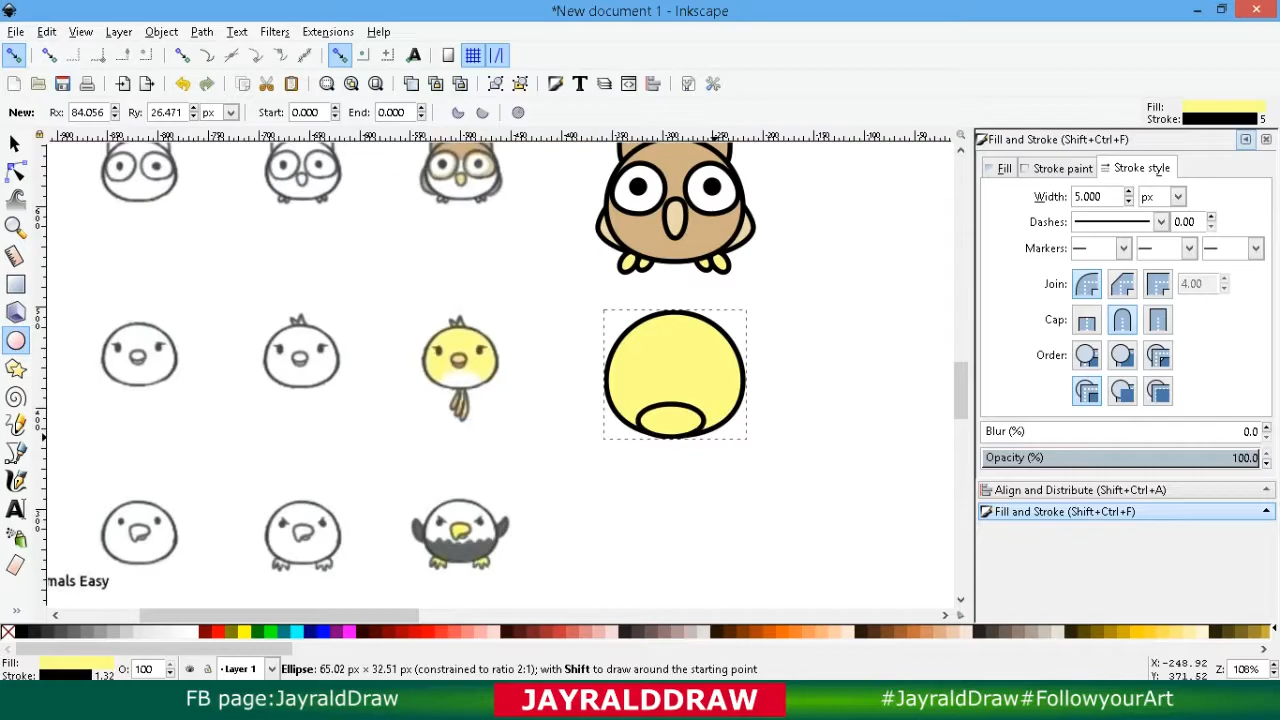 *New document 1 - Inkscape
File Edit View Layer Object Path Text Filters Extensions Help
New: Rx: 84.056 Ry: 26.471 px Start: 0.000 End: 0.000
Fill:
Stroke: 5
Fill and Stroke (Shift+Ctrl+F)
Fill Stroke paint Stroke style
Width: 5.000 px
Dashes: 0.00
Markers:
Join: 4.00
Cap:
Order:
Blur (%) 0.0
Opacity (%) 100.0
Align and Distribute (Shift+Ctrl+A)
Fill and Stroke (Shift+Ctrl+F)
mals Easy
Fill:
Stroke: 1.32
O: 100
Layer 1
Ellipse: 65.02 px × 32.51 px (constrained to ratio 2:1); with Shift to draw around the starting point
X: -248.92
Y: 371.52
Z: 108%
FB page:JayraldDraw
JAYRALDDRAW
#JayraldDraw#FollowyourArt